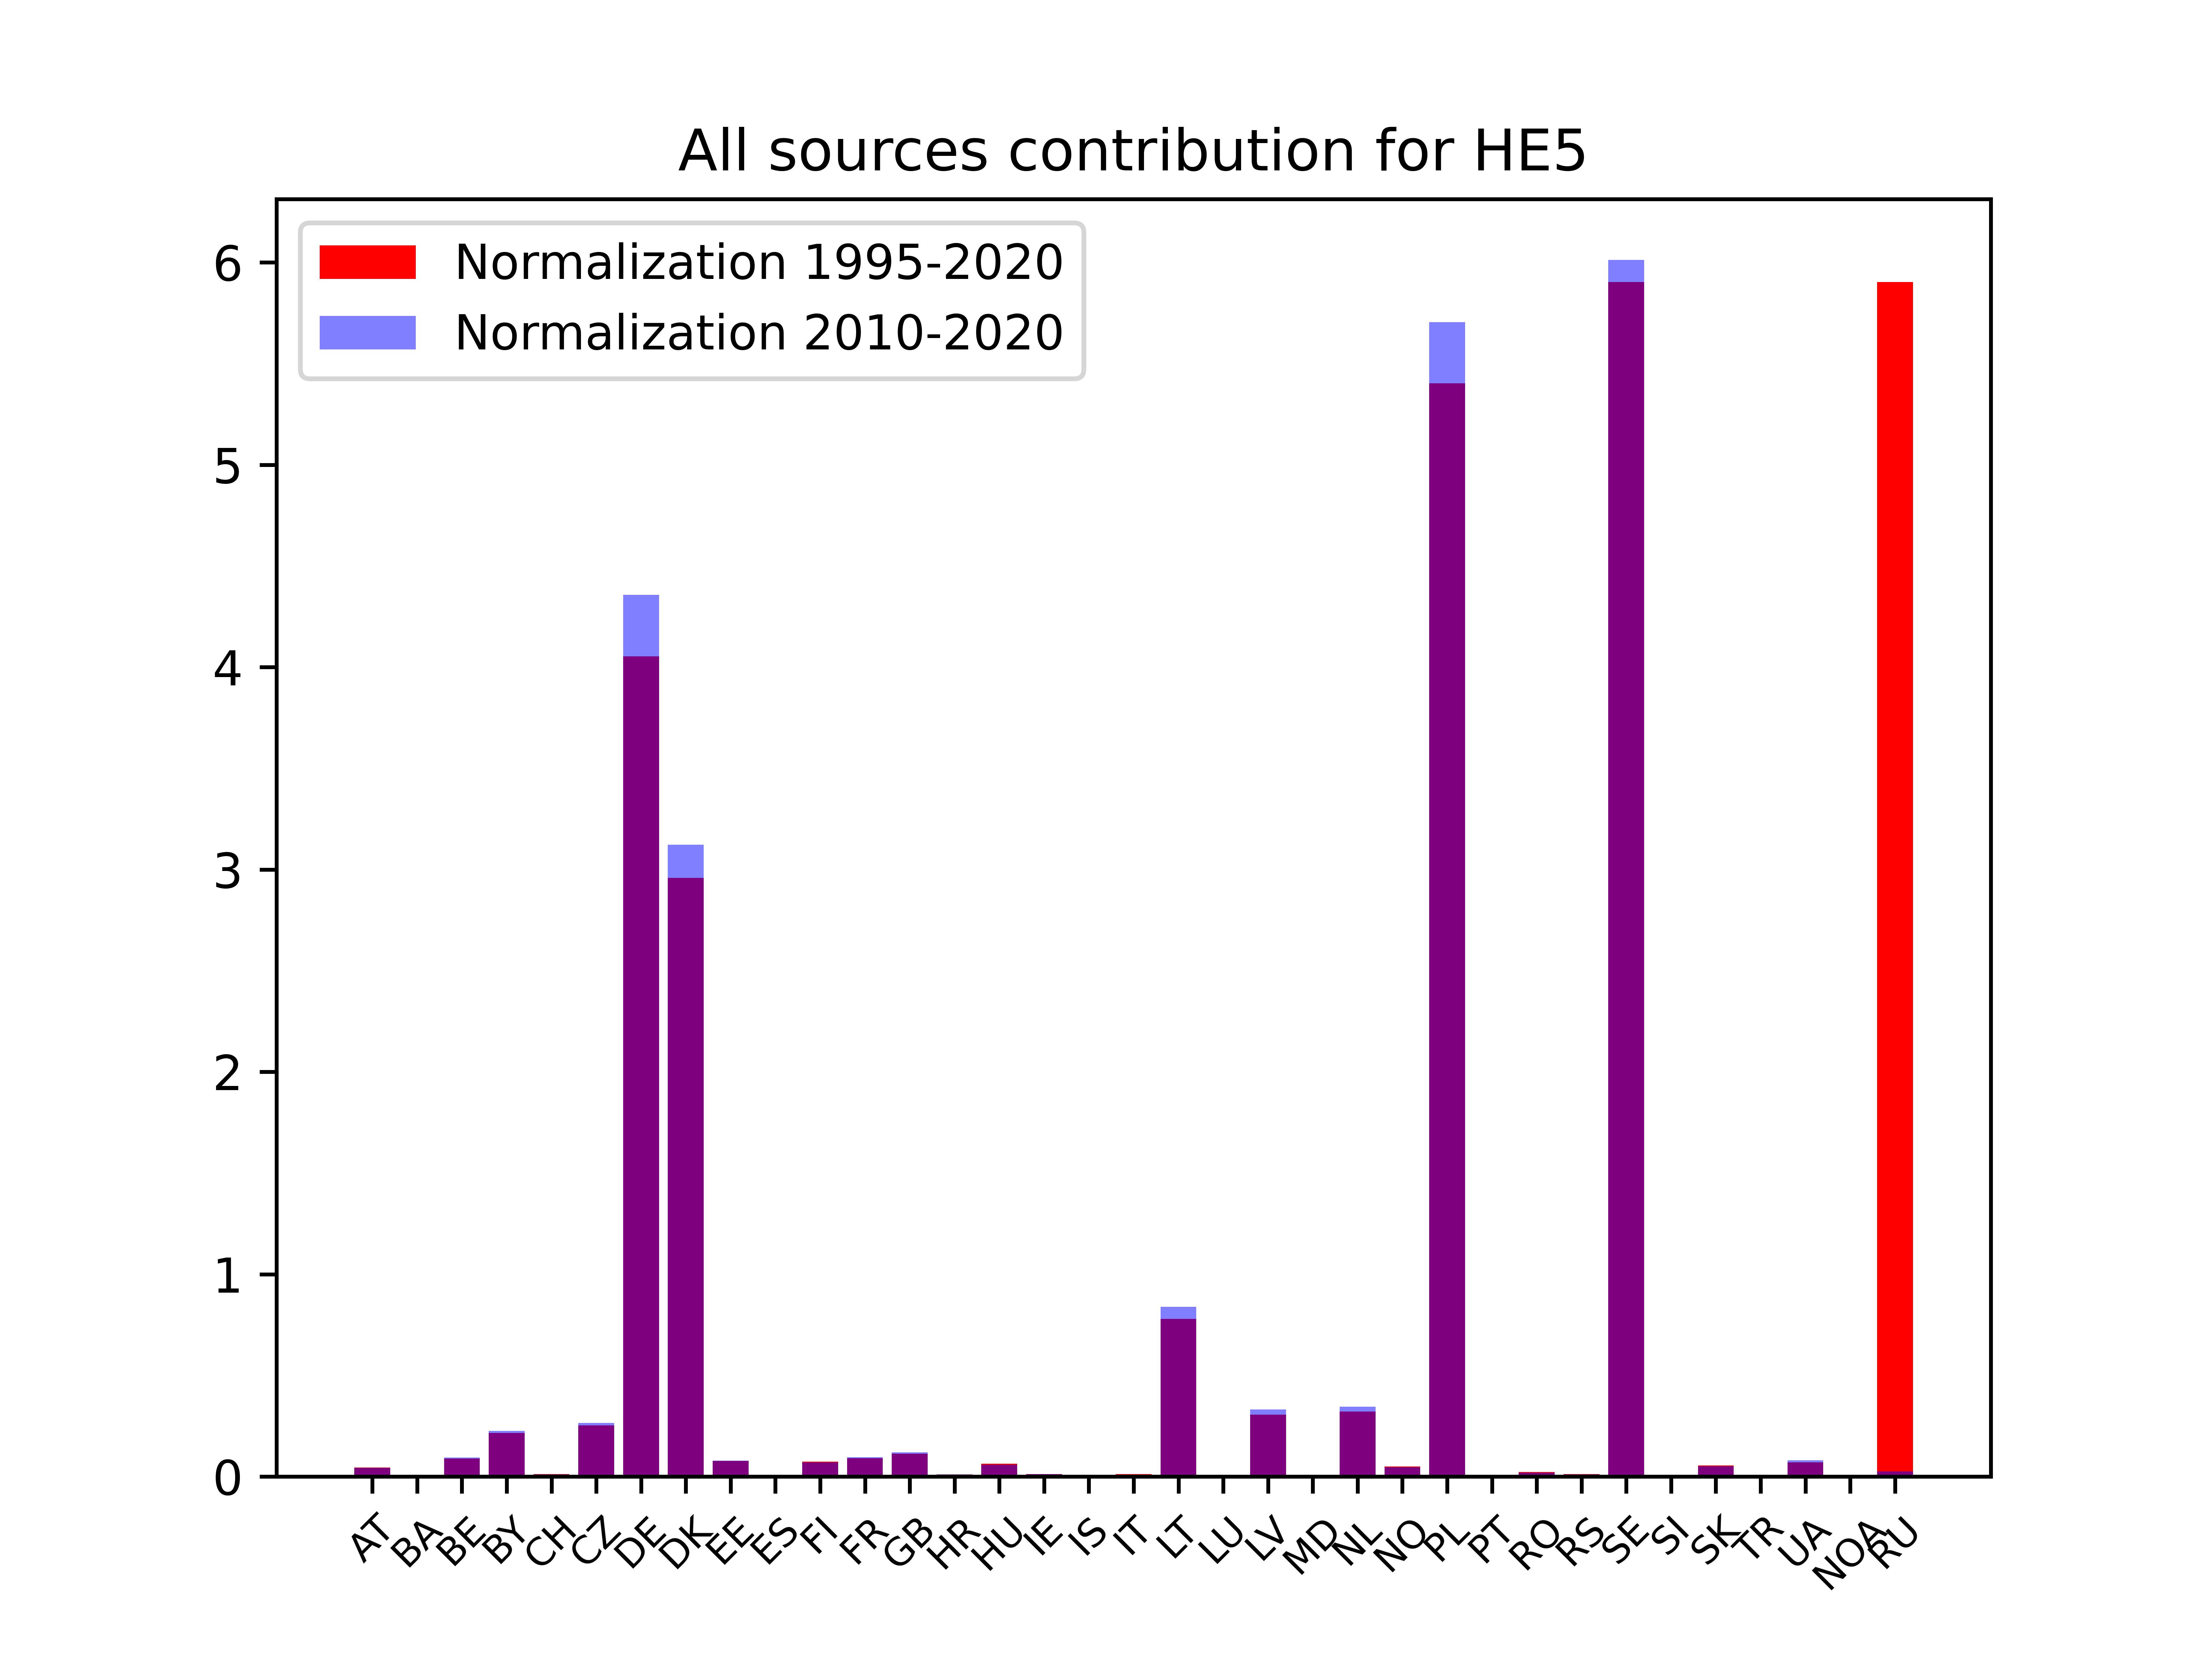 All sources contribution for HE5
Normalization 1995-2020
Normalization 2010-2020
6
5
4
3
2
1
0
AT BA BE BY CH CZ DE DK EE ES FI FR GB HR HU IE IS IT LT LU LV MD NL NO PL PT RO RS SE SI SK TR UA NOA RU